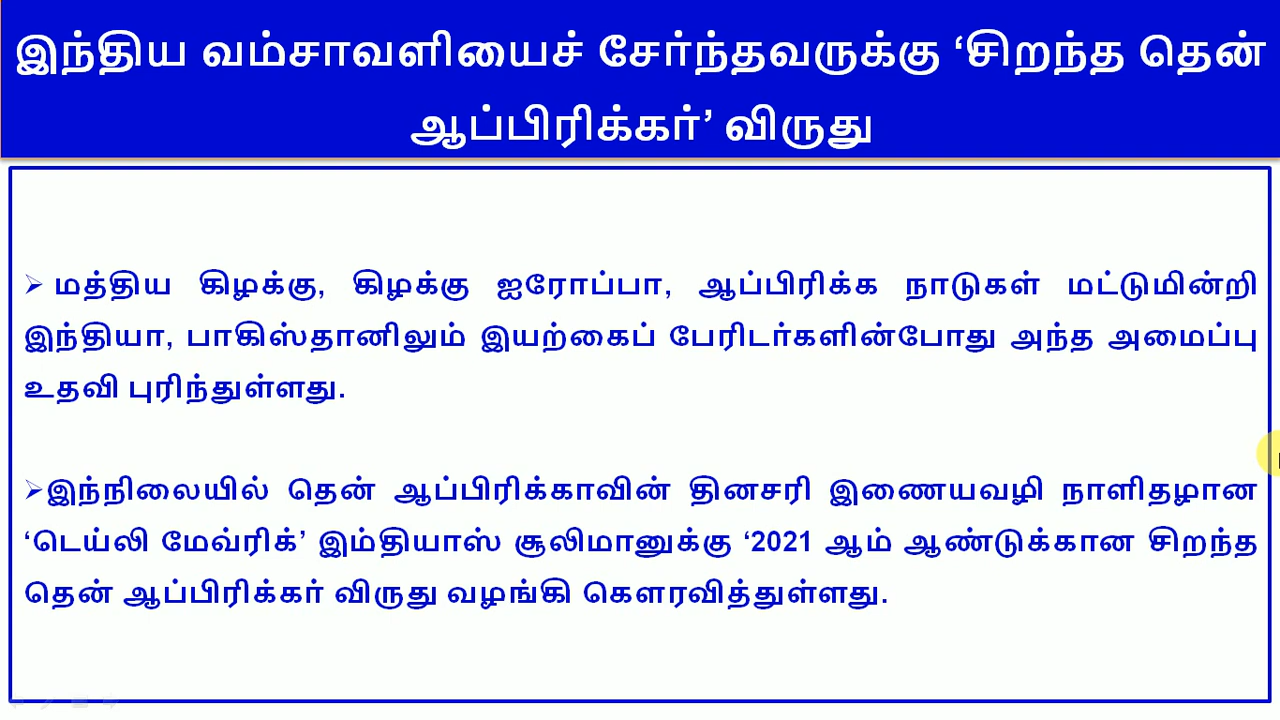 இந்திய வம்சாவளியைச் சேர்ந்தவருக்கு ‘சிறந்த தென்
ஆப்பிரிக்கர்’ விருது
➢ மத்திய கிழக்கு, கிழக்கு ஐரோப்பா, ஆப்பிரிக்க நாடுகள் மட்டுமின்றி
இந்தியா, பாகிஸ்தானிலும் இயற்கைப் பேரிடர்களின்போது அந்த அமைப்பு
உதவி புரிந்துள்ளது.
➢இந்நிலையில் தென் ஆப்பிரிக்காவின் தினசரி இணையவழி நாளிதழான
‘டெய்லி மேவ்ரிக்’ இம்தியாஸ் சூலிமானுக்கு ‘2021 ஆம் ஆண்டுக்கான சிறந்த
தென் ஆப்பிரிக்கர் விருது வழங்கி கௌரவித்துள்ளது.